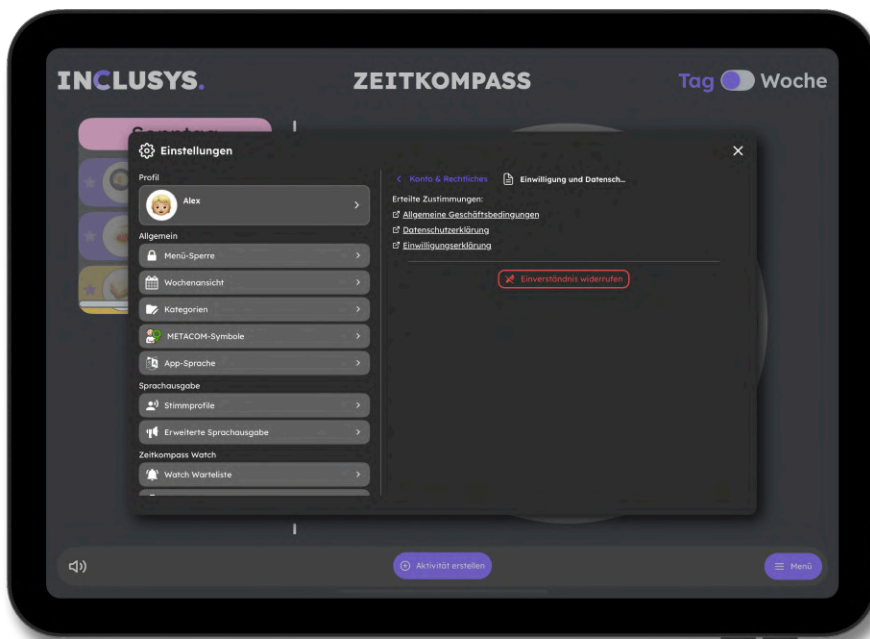 INCLUSYS.
ZEITKOMPASS
Tag
Woche
Sonntag
Einstellungen
Profil
Alex
Allgemein
Menü-Sperre
Wochenansicht
Kategorien
METACOM-Symbole
App-Sprache
Sprachausgabe
Stimmprofile
Erweiterte Sprachausgabe
Zeitkompass Watch
Watch Warteliste
Konto & Rechtliches
Einwilligung und Datensch...
Erteilte Zustimmungen:
Allgemeine Geschäftsbedingungen
Datenschutzerklärung
Einwilligungserklärung
Einverständnis widerrufen
Aktivität erstellen
Menü